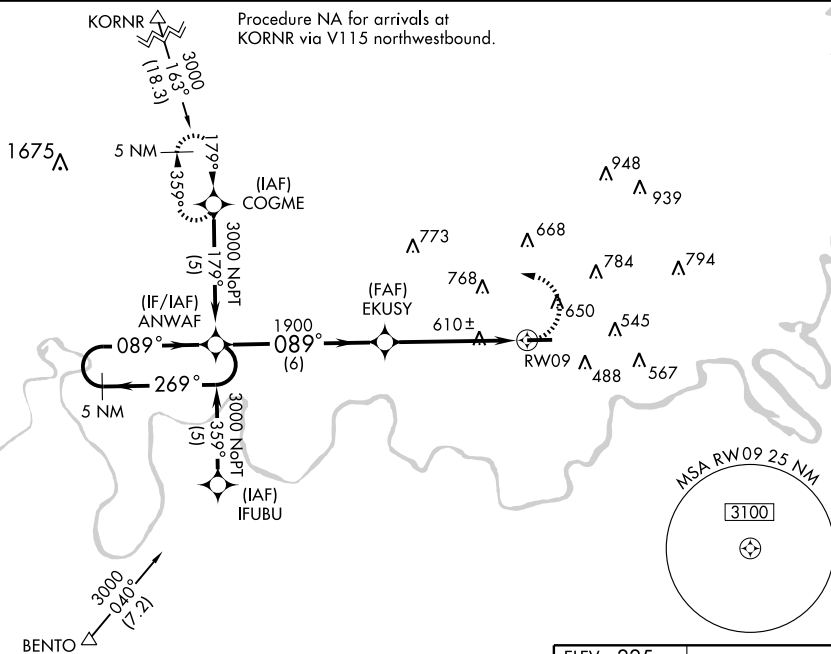 KORNR
Procedure NA for arrivals at
KORNR via V115 northwestbound.
3000
163°
(18.3)
1675
5 NM
179°
359°
(IAF)
COGME
948
939
3000 NoPT
179°
(5)
773
668
784
794
768
(IF/IAF)
ANWAF
(FAF)
EKUSY
650
610±
545
089°
1900
089°
(6)
RW09
488
567
269°
5 NM
3000 NoPT
359°
(5)
(IAF)
IFUBU
MSA RW09 25 NM
3100
3000
040°
(7.2)
BENTO